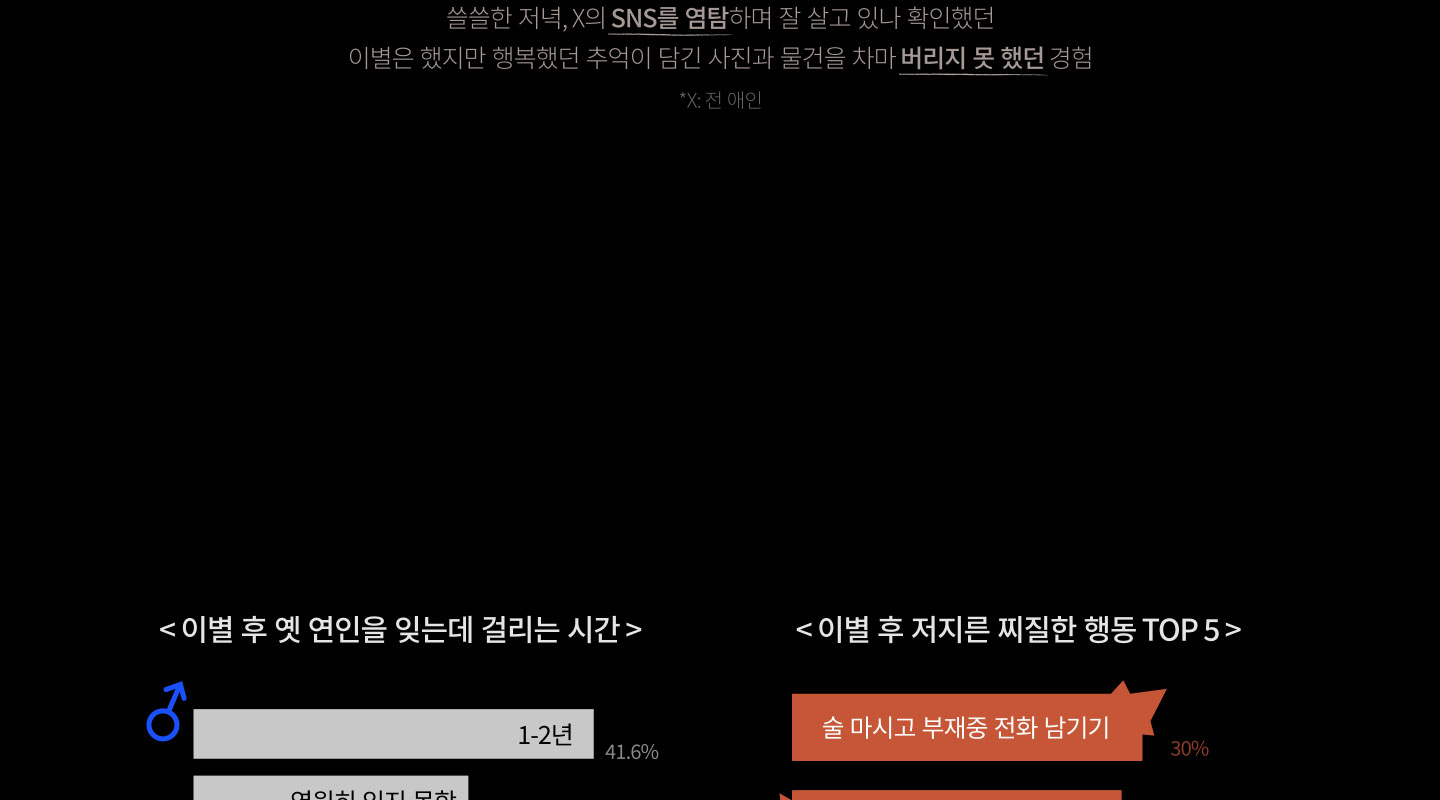 쓸쓸한 저녁, X의 SNS를 염탐하며 잘 살고 있나 확인했던
이별은 했지만 행복했던 추억이 담긴 사진과 물건을 차마 버리지 못 했던 경험
*X: 전 애인
< 이별 후 옛 연인을 잊는데 걸리는 시간 >
1-2년
41.6%
< 이별 후 저지른 찌질한 행동 TOP 5 >
술 마시고 부재중 전화 남기기
30%